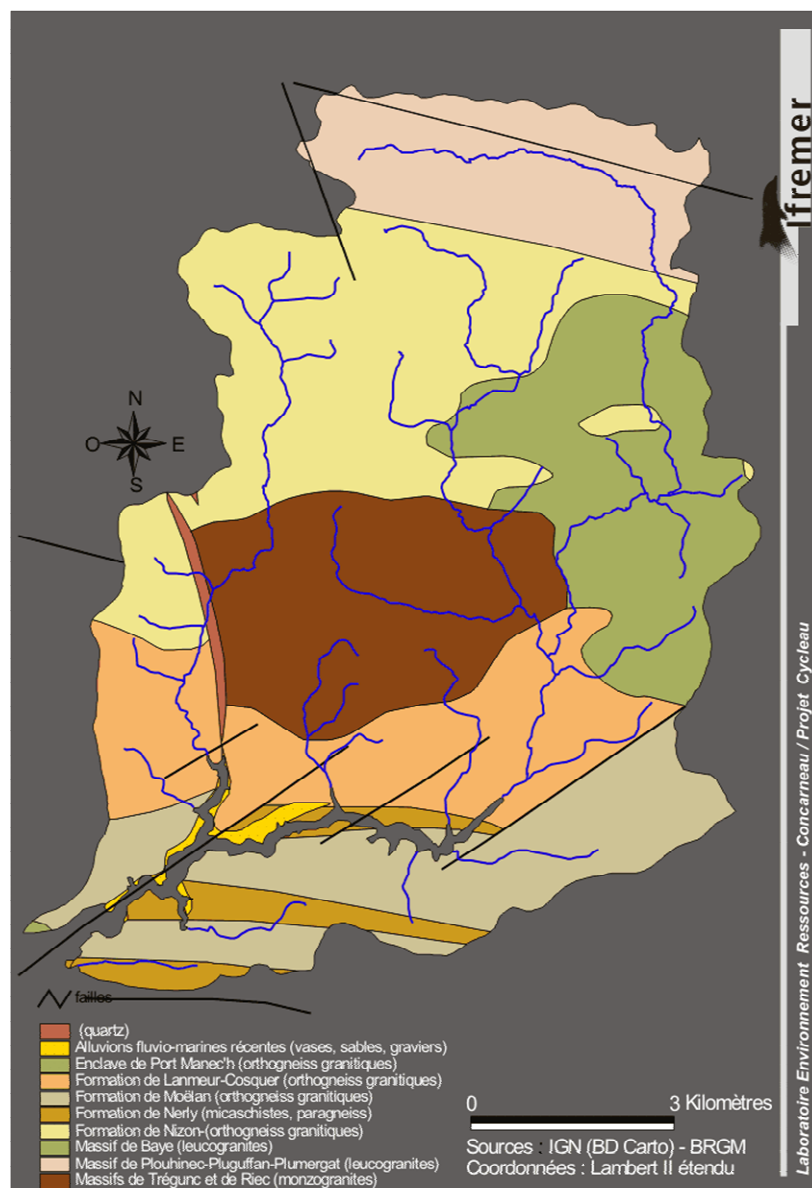 Ifremer
N
O
E
S
failles
(quartz)
Alluvions fluvio-marines récentes (vases, sables, graviers)
Enclave de Port Manec'h (orthogneiss granitiques)
Formation de Lanmeur-Cosquer (orthogneiss granitiques)
Formation de Moëlan (orthogneiss granitiques)
Formation de Nerly (micaschistes, paragneiss)
Formation de Nizon-(orthogneiss granitiques)
Massif de Baye (leucogranites)
Massif de Plouhinec-Pluguffan-Plumergat (leucogranites)
Massifs de Trégunc et de Riec (monzogranites)
0 3 Kilomètres
Sources : IGN (BD Carto) - BRGM
Coordonnées : Lambert II étendu
Laboratoire Environnement Ressources - Concarneau / Projet Cycleau